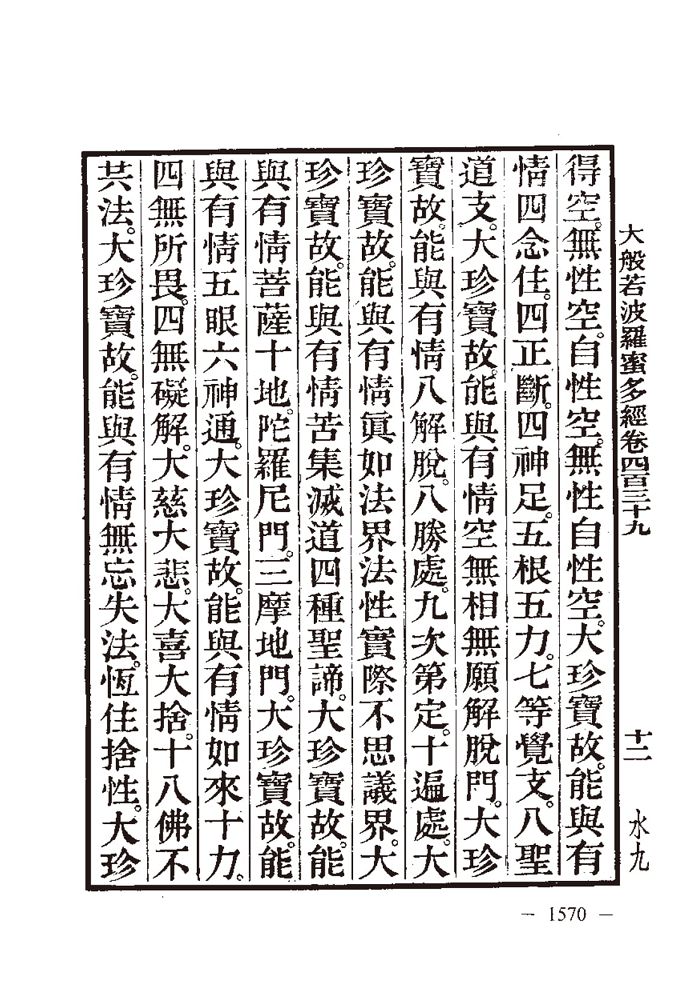 大般若波羅蜜多經卷四百三十九 十二 水九
得空。無性空。自性空。無性自性空。大珍寶故。能與有
情四念住。四正斷。四神足。五根五力。七等覺支。八聖
道支。大珍寶故。能與有情空無相無願解脫門。大珍
寶故。能與有情八解脫。八勝處。九次第定。十遍處。大
珍寶故。能與有情眞如法界法性實際不思議界。大
珍寶故。能與有情苦集滅道四種聖諦。大珍寶故。能
與有情菩薩十地。陀羅尼門。三摩地門。大珍寶故。能
與有情五眼六神通。大珍寶故。能與有情如來十力。
四無所畏。四無礙解。大慈大悲。大喜大捨。十八佛不
共法。大珍寶故。能與有情無忘失法。恆住捨性。大珍
— 1570 —